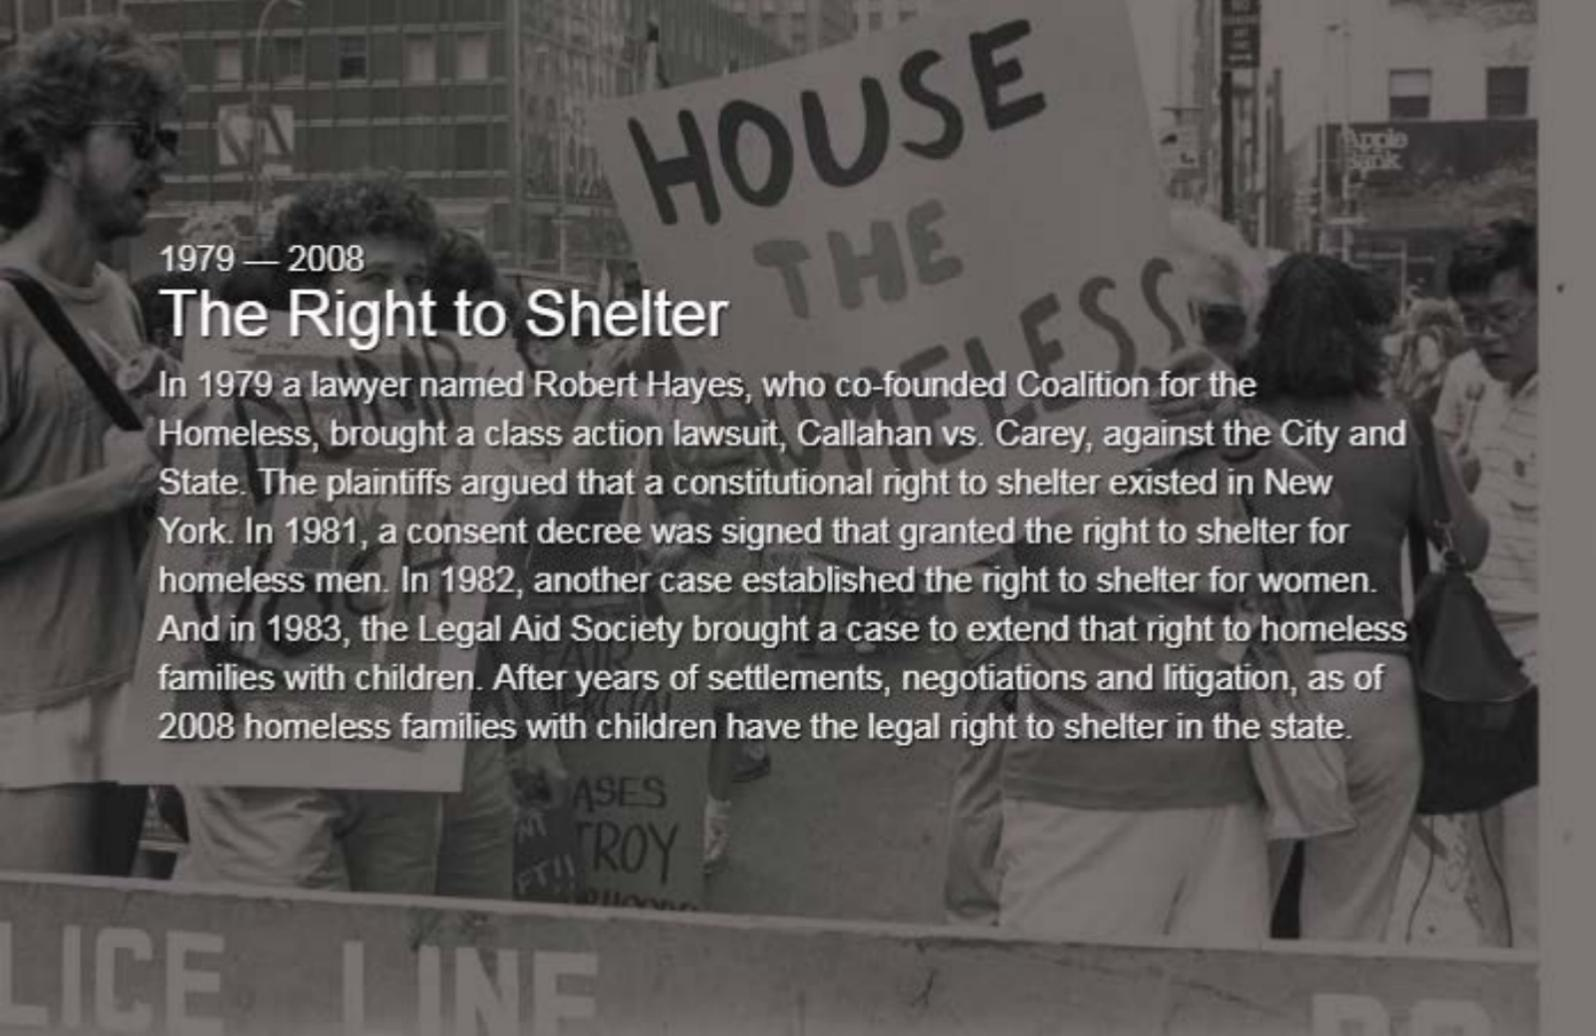 HOUSE
THE
HOMELESS
Apple
Bank
1979 — 2008
The Right to Shelter
In 1979 a lawyer named Robert Hayes, who co-founded Coalition for the
Homeless, brought a class action lawsuit, Callahan vs. Carey, against the City and
State. The plaintiffs argued that a constitutional right to shelter existed in New
York. In 1981, a consent decree was signed that granted the right to shelter for
homeless men. In 1982, another case established the right to shelter for women.
And in 1983, the Legal Aid Society brought a case to extend that right to homeless
families with children. After years of settlements, negotiations and litigation, as of
2008 homeless families with children have the legal right to shelter in the state.
ASES
TROY
LICE LINE